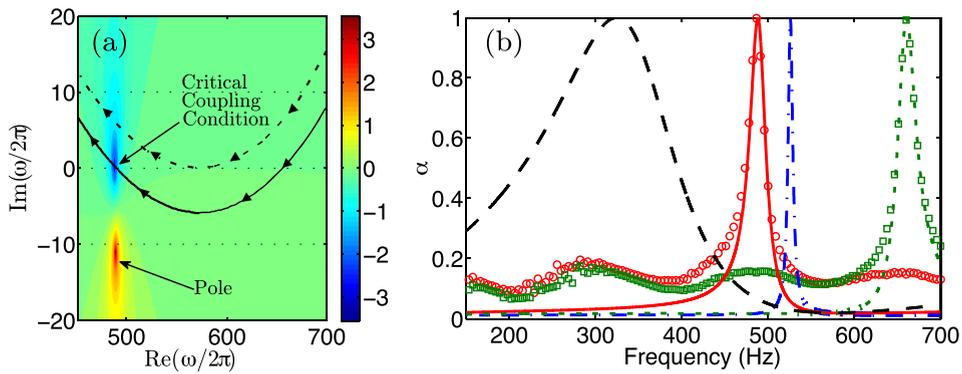 (a)
20
10
0
−10
−20
Im(ω/2π)
Critical
Coupling
Condition
Pole
500
600
700
Re(ω/2π)
3
2
1
0
−1
−2
−3
(b)
1
0.8
0.6
0.4
0.2
0
α
200
300
400
500
600
700
Frequency (Hz)